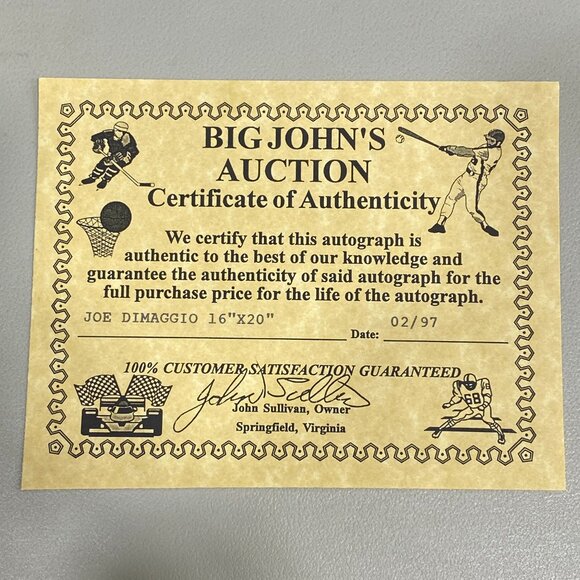 BIG JOHN'S
AUCTION
Certificate of Authenticity
We certify that this autograph is
authentic to the best of our knowledge and
guarantee the authenticity of said autograph for the
full purchase price for the life of the autograph.
JOE DIMAGGIO 16"X20" Date: 02/97
100% CUSTOMER SATISFACTION GUARANTEED
John Sullivan
John Sullivan, Owner
Springfield, Virginia
68